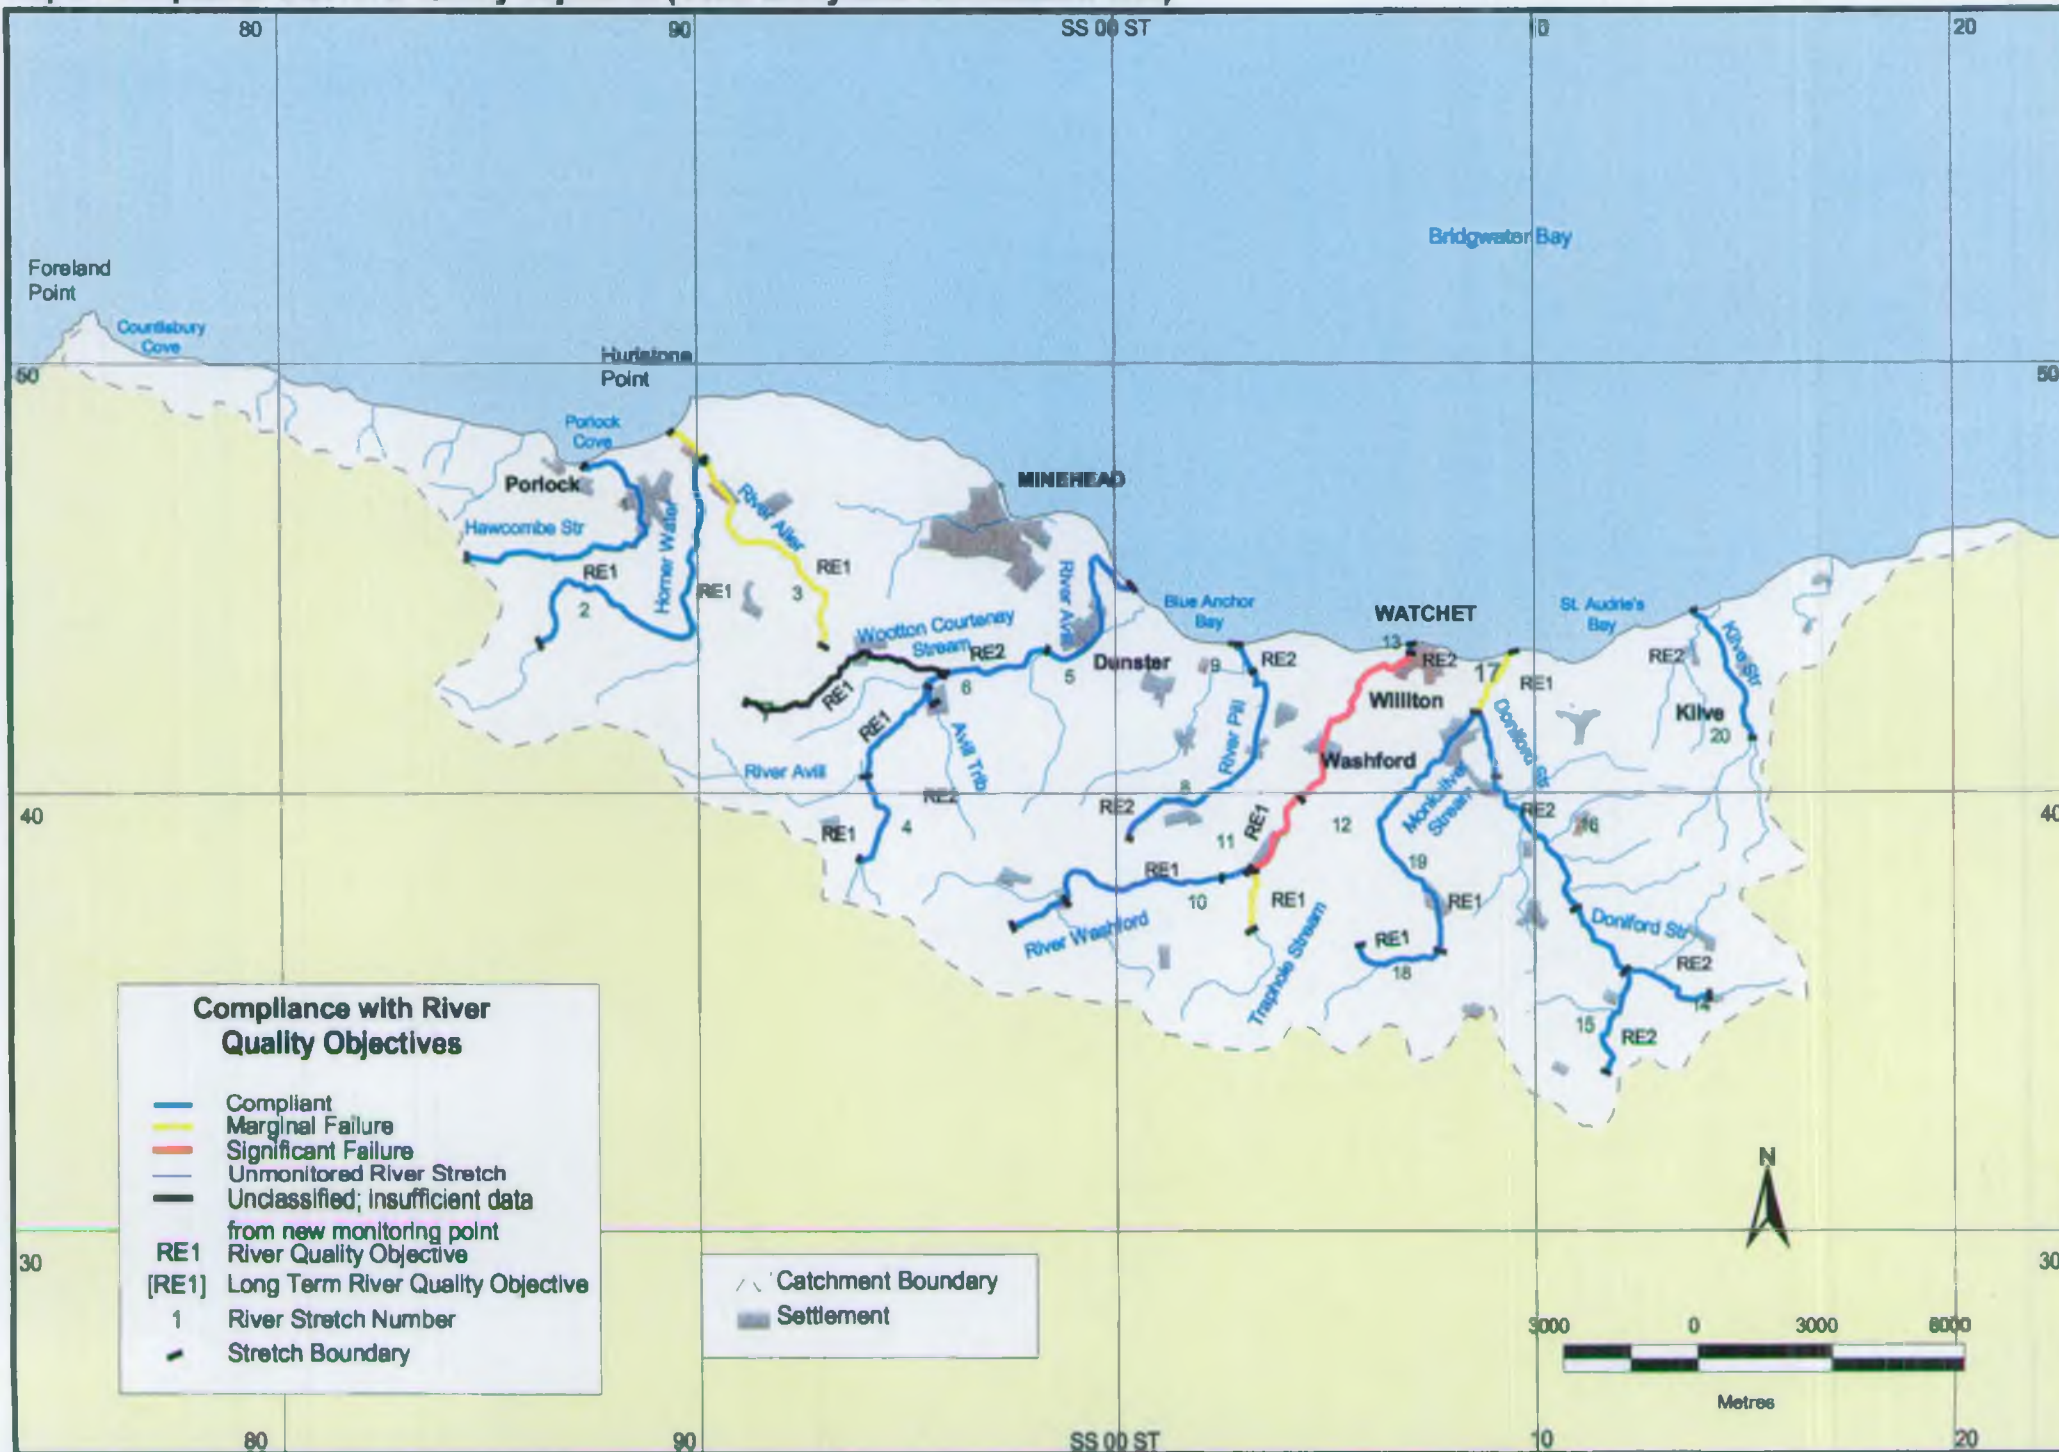 80
90
SS 00 ST
10
20
Bridgwater Bay
Foreland
Point
Countisbury
Cove
Hurlstone
Point
50
50
Porlock
Cove
Porlock
MINEHEAD
Hawcombe Str
Horner Water
River Aller
RE1
2
RE1
3
RE1
River Avill
Blue Anchor
Bay
WATCHET
St. Audrie's
Bay
Wootton Courtenay
Stream
RE2
6
5
Dunster
9
RE2
13
RE2
17
RE1
RE2
Kilve Str
Kilve
20
Williton
Doniford Str
RE1
RE1
River Avill
Avill Trib
RE2
River Pill
Washford
Monksilver
Stream
RE2
16
40
40
RE1
4
RE2
8
11
RE1
12
19
RE1
RE1
10
RE1
River Washford
Traphole Stream
RE1
18
Doniford Str
RE2
14
15
RE2
Compliance with River
Quality Objectives
Compliant
Marginal Failure
Significant Failure
Unmonitored River Stretch
Unclassified; insufficient data
from new monitoring point
RE1 River Quality Objective
[RE1] Long Term River Quality Objective
1 River Stretch Number
Stretch Boundary
Catchment Boundary
Settlement
N
30
30
3000 0 3000 6000
Metres
80
90
SS 00 ST
10
20